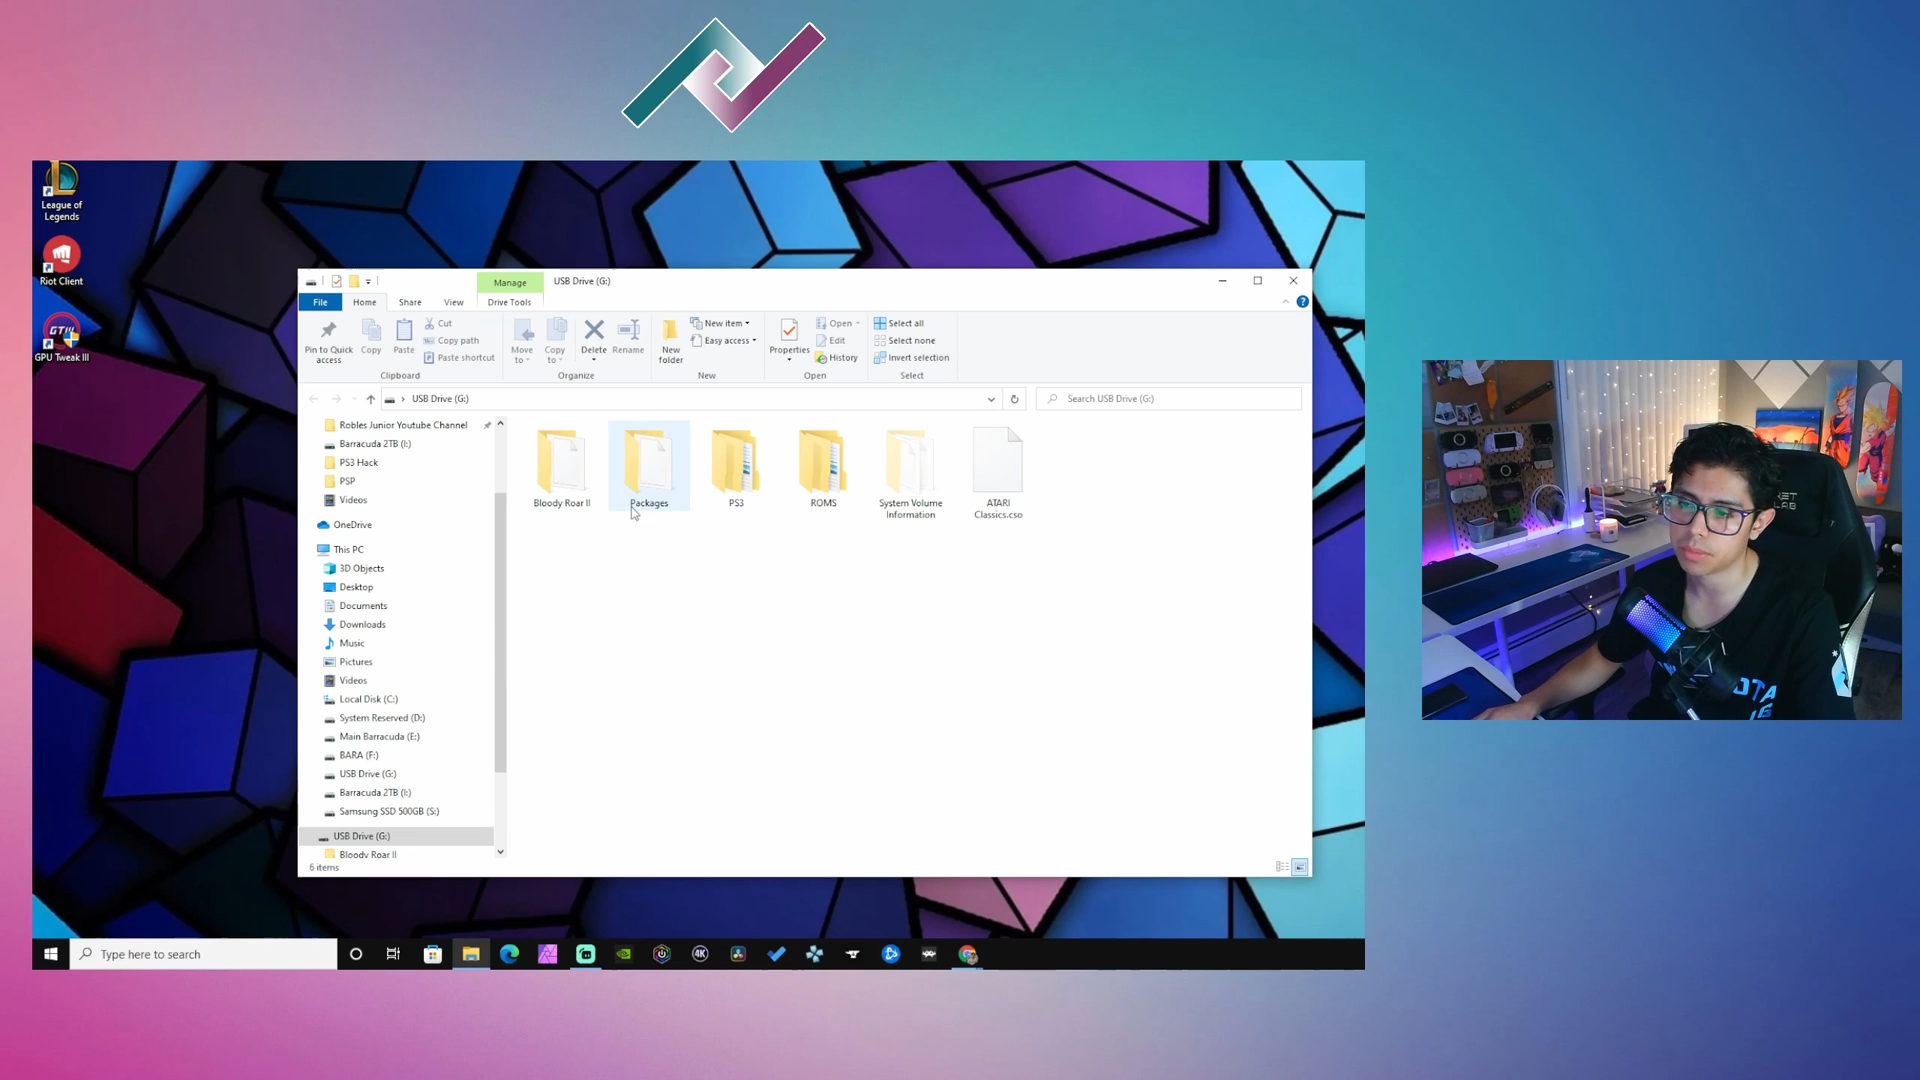 League of
Legends
Riot Client
GTIII
GPU Tweak III
Manage
USB Drive (G:)
File
Home
Share
View
Drive Tools
Pin to Quick
access
Copy
Paste
Cut
Copy path
Paste shortcut
Clipboard
Move
to
Copy
to
Delete
Rename
Organize
New
folder
New item
Easy access
New
Properties
Open
Edit
History
Open
Select all
Select none
Invert selection
Select
USB Drive (G:)
Search USB Drive (G:)
Robles Junior Youtube Channel
Barracuda 2TB (I:)
PS3 Hack
PSP
Videos
OneDrive
This PC
3D Objects
Desktop
Documents
Downloads
Music
Pictures
Videos
Local Disk (C:)
System Reserved (D:)
Main Barracuda (E:)
BARA (F:)
USB Drive (G:)
Barracuda 2TB (I:)
Samsung SSD 500GB (S:)
USB Drive (G:)
Bloody Roar II
Bloody Roar II
Packages
PS3
ROMS
System Volume
Information
ATARI
Classics.cso
6 items
Type here to search
4K